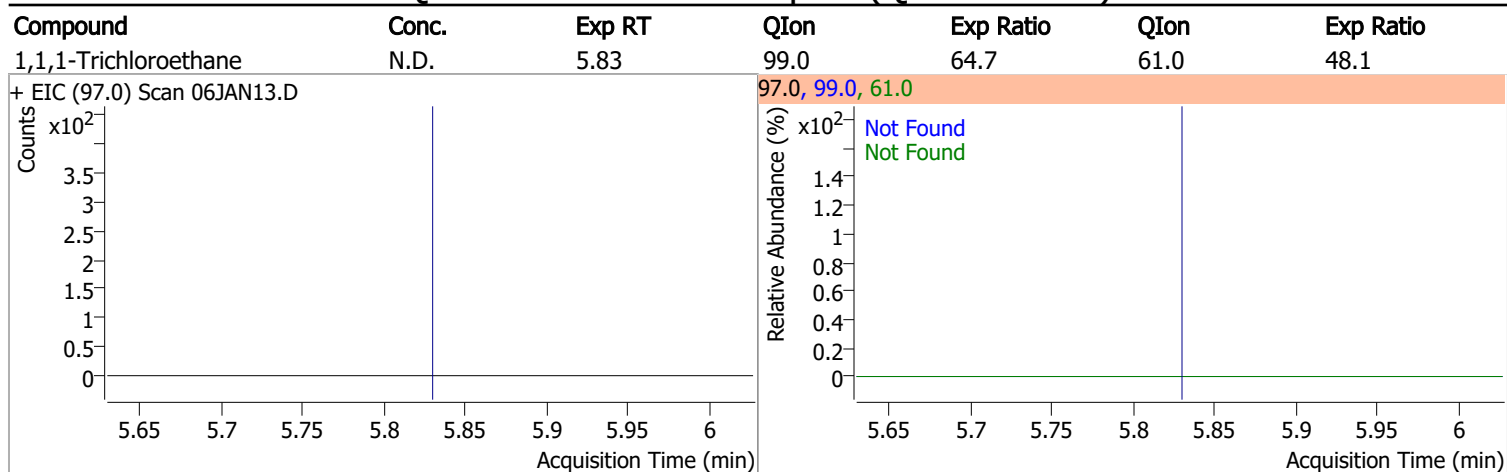 Compound Conc. Exp RT QIon Exp Ratio QIon Exp Ratio
1,1,1-Trichloroethane N.D. 5.83 99.0 64.7 61.0 48.1
+ EIC (97.0) Scan 06JAN13.D
Counts
x10²
3.5
3
2.5
2
1.5
1
0.5
0
5.65 5.7 5.75 5.8 5.85 5.9 5.95 6
Acquisition Time (min)
97.0, 99.0, 61.0
Relative Abundance (%)
x10²
Not Found
Not Found
1.4
1.2
1
0.8
0.6
0.4
0.2
0
5.65 5.7 5.75 5.8 5.85 5.9 5.95 6
Acquisition Time (min)